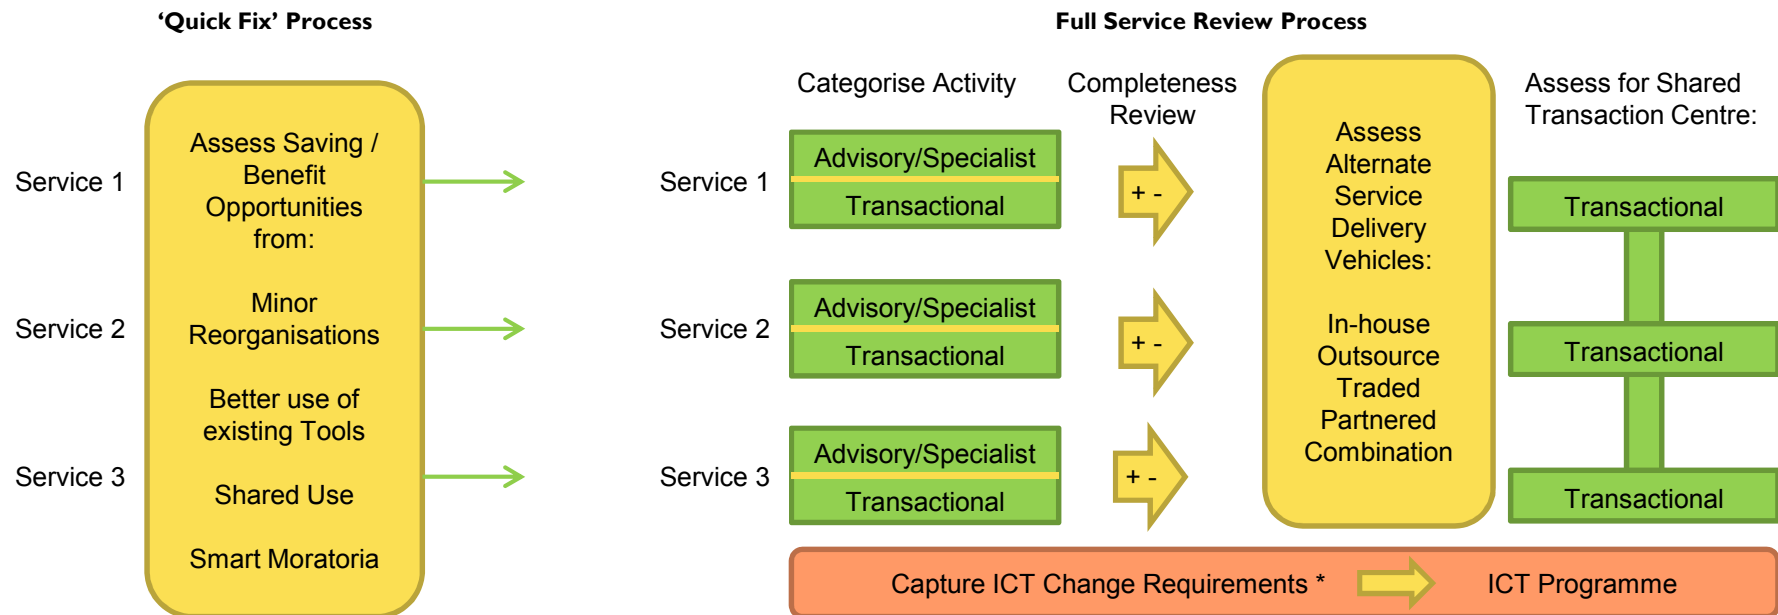 ‘Quick Fix’ Process
Service 1
Service 2
Service 3
Assess Saving /
Benefit
Opportunities
from:
Minor
Reorganisations
Better use of
existing Tools
Shared Use
Smart Moratoria
Full Service Review Process
Categorise Activity
Completeness
Review
Service 1
Advisory/Specialist
Transactional
+ -
Service 2
Advisory/Specialist
Transactional
+ -
Service 3
Advisory/Specialist
Transactional
+ -
Assess
Alternate
Service
Delivery
Vehicles:
In-house
Outsource
Traded
Partnered
Combination
Assess for Shared
Transaction Centre:
Transactional
Transactional
Transactional
Capture ICT Change Requirements *
ICT Programme